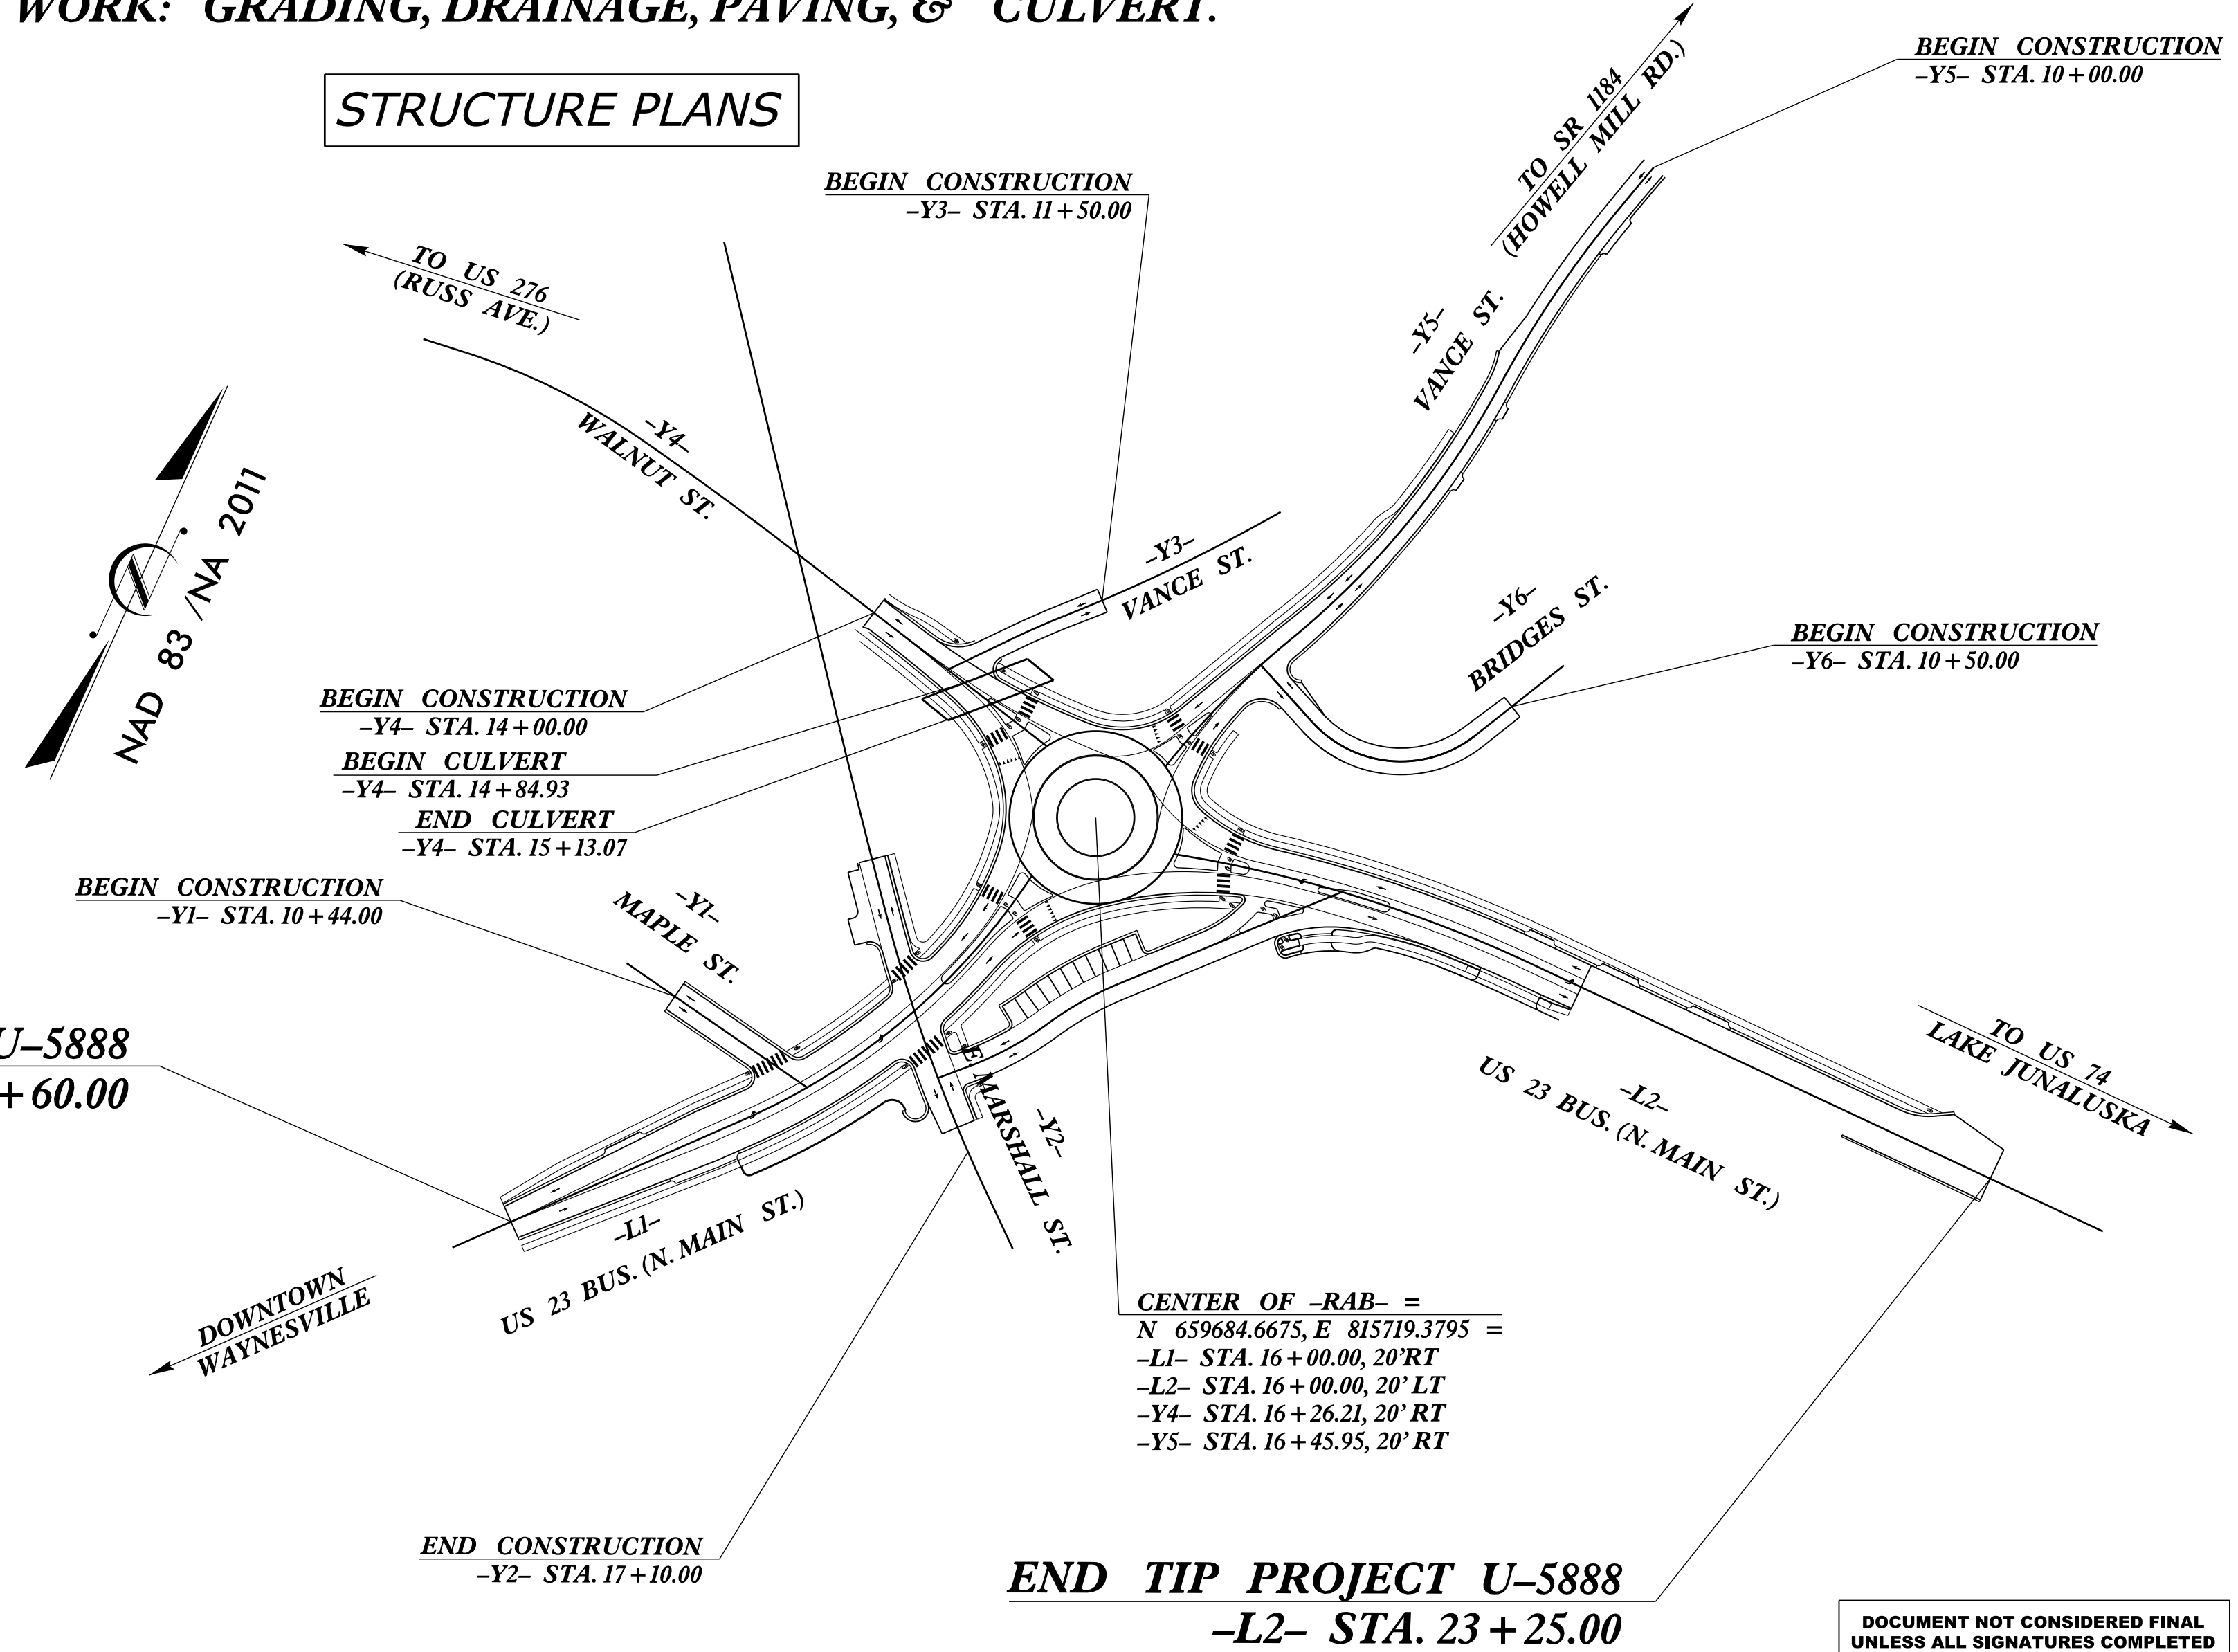 WORK: GRADING, DRAINAGE, PAVING, & CULVERT.
STRUCTURE PLANS
BEGIN CONSTRUCTION
-Y5- STA. 10+00.00
TO SR 1184
(HOWELL MILL RD.)
BEGIN CONSTRUCTION
-Y3- STA. 11+50.00
TO US 276
(RUSS AVE.)
-Y5-
VANCE ST.
-Y4-
WALNUT ST.
NAD 83 /NA 2011
-Y3-
VANCE ST.
-Y6-
BRIDGES ST.
BEGIN CONSTRUCTION
-Y6- STA. 10+50.00
BEGIN CONSTRUCTION
-Y4- STA. 14+00.00
BEGIN CULVERT
-Y4- STA. 14+84.93
END CULVERT
-Y4- STA. 15+13.07
BEGIN CONSTRUCTION
-Y1- STA. 10+44.00
-Y1-
MAPLE ST.
U-5888
+60.00
TO US 74
LAKE JUNALUSKA
-L2-
US 23 BUS. (N. MAIN ST.)
-Y2-
E. MARSHALL ST.
-L1-
US 23 BUS. (N. MAIN ST.)
DOWNTOWN
WAYNESVILLE
CENTER OF -RAB- =
N 659684.6675, E 815719.3795 =
-L1- STA. 16+00.00, 20'RT
-L2- STA. 16+00.00, 20' LT
-Y4- STA. 16+26.21, 20' RT
-Y5- STA. 16+45.95, 20' RT
END CONSTRUCTION
-Y2- STA. 17+10.00
END TIP PROJECT U-5888
-L2- STA. 23+25.00
DOCUMENT NOT CONSIDERED FINAL
UNLESS ALL SIGNATURES COMPLETED